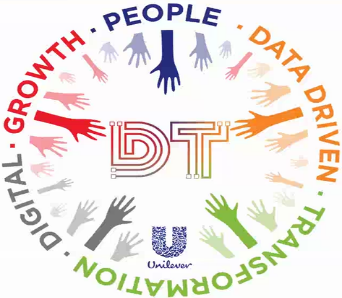 PEOPLE · DATA DRIVEN · TRANSFORMATION · DIGITAL · GROWTH ·
DT
Unilever